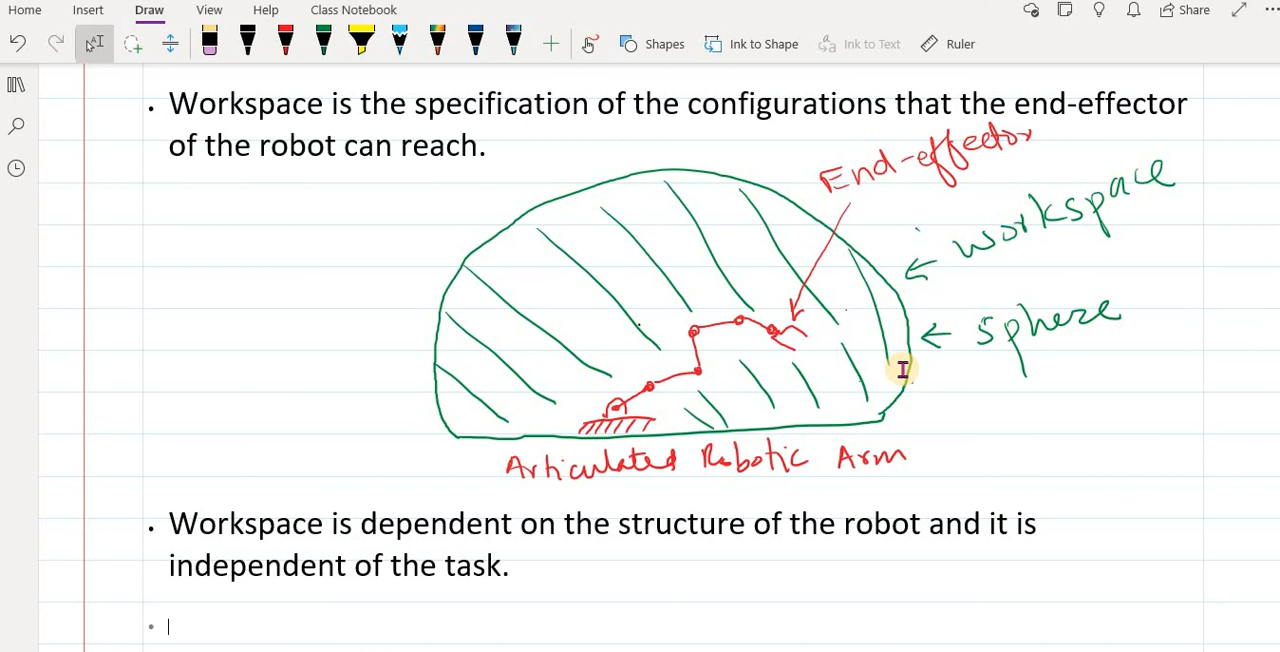 Home Insert Draw View Help Class Notebook Share
Shapes Ink to Shape Ink to Text Ruler
• Workspace is the specification of the configurations that the end-effector
of the robot can reach.
End-effector
workspace
sphere
Articulated Robotic Arm
• Workspace is dependent on the structure of the robot and it is
independent of the task.
•